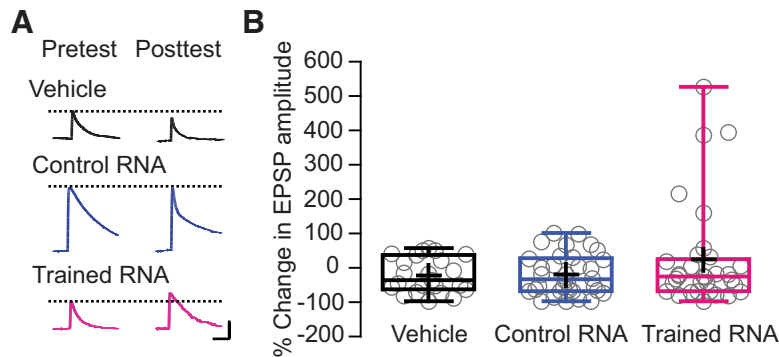 A
Pretest Posttest
Vehicle
Control RNA
Trained RNA
B
% Change in EPSP amplitude
600
500
400
300
200
100
0
-100
-200
Vehicle Control RNA Trained RNA